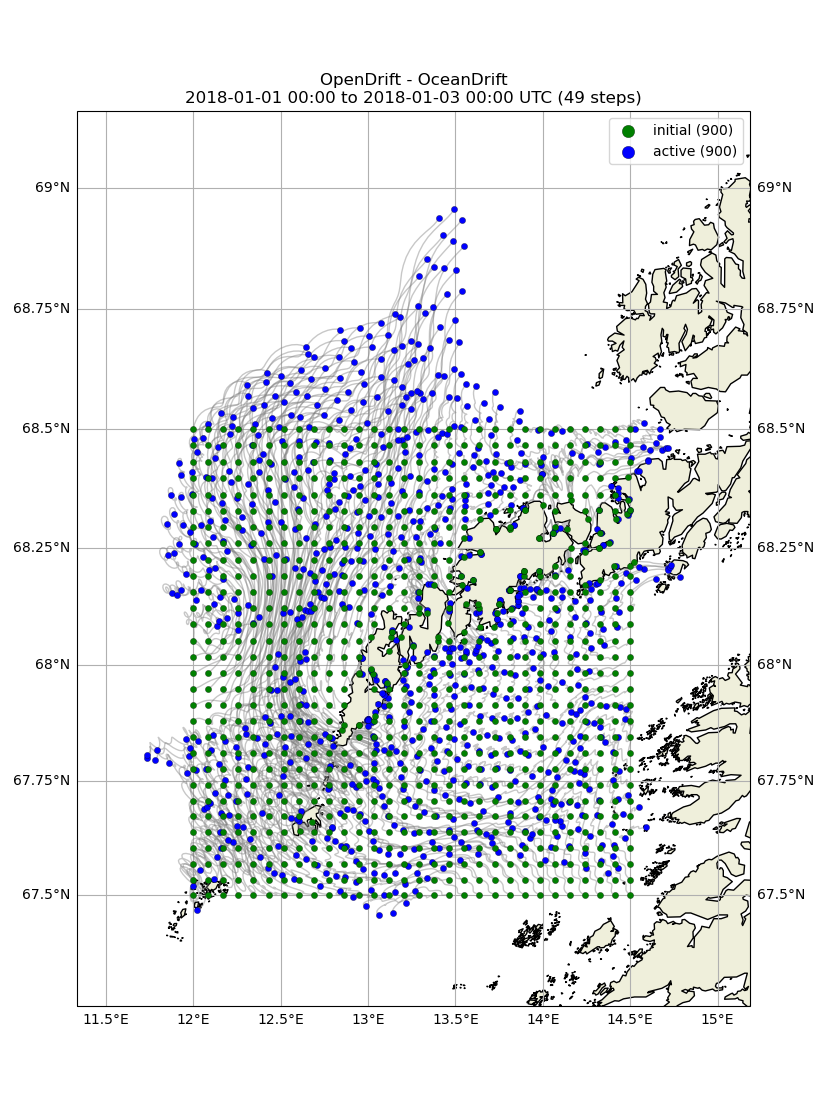 OpenDrift - OceanDrift
2018-01-01 00:00 to 2018-01-03 00:00 UTC (49 steps)
initial (900)
active (900)
69°N
69°N
68.75°N
68.75°N
68.5°N
68.5°N
68.25°N
68.25°N
68°N
68°N
67.75°N
67.75°N
67.5°N
67.5°N
11.5°E
12°E
12.5°E
13°E
13.5°E
14°E
14.5°E
15°E